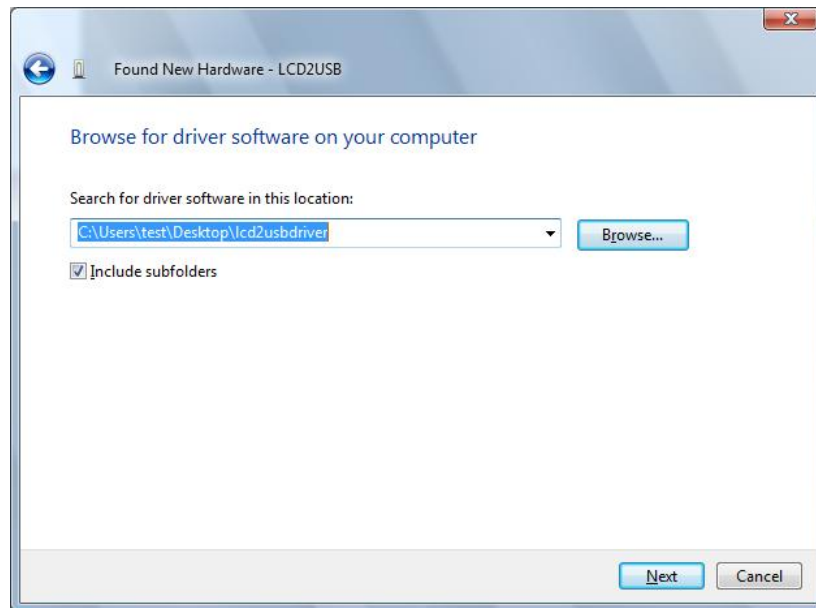 Found New Hardware - LCD2USB
Browse for driver software on your computer
Search for driver software in this location:
C:\Users\test\Desktop\lcd2usbdriver
Browse...
Include subfolders
Next
Cancel